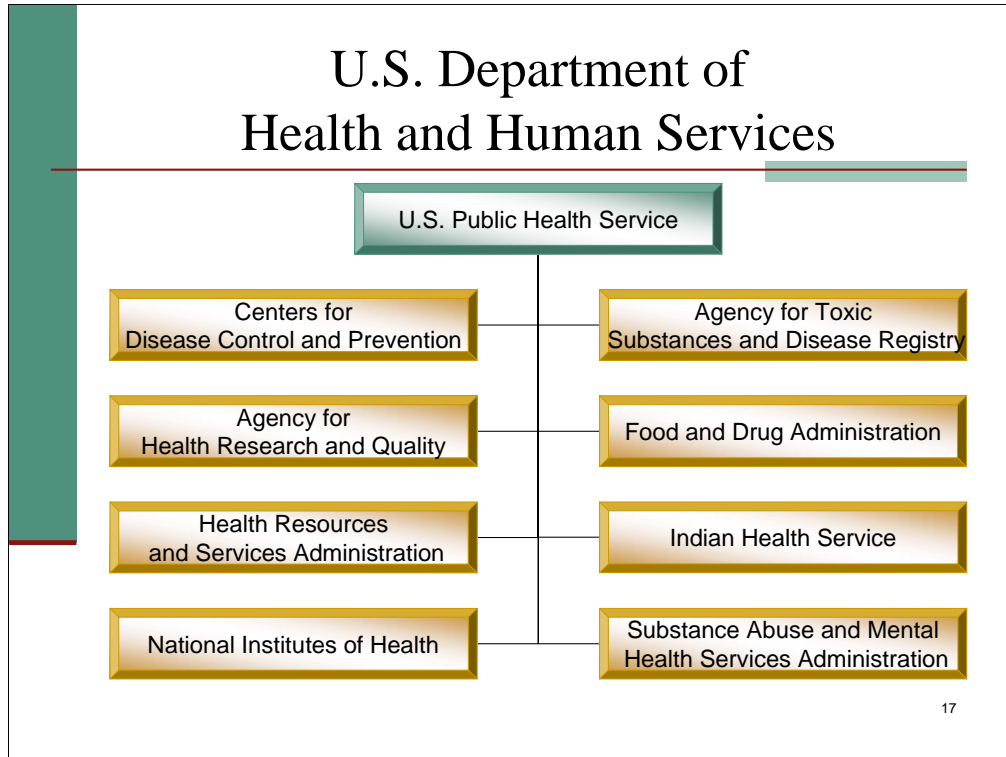 U.S. Department of
Health and Human Services
U.S. Public Health Service
Centers for
Disease Control and Prevention
Agency for Toxic
Substances and Disease Registry
Agency for
Health Research and Quality
Food and Drug Administration
Health Resources
and Services Administration
Indian Health Service
National Institutes of Health
Substance Abuse and Mental
Health Services Administration
17